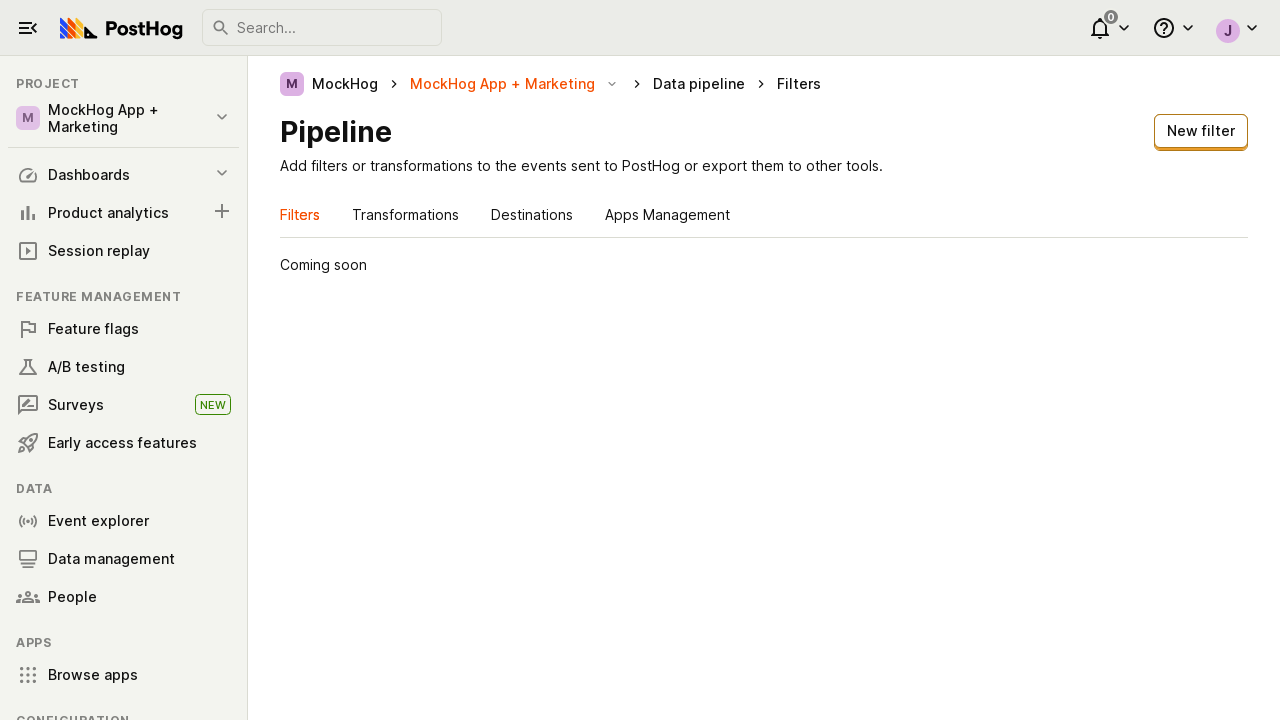 PostHog
Search...
0
J
PROJECT
M
MockHog App +
Marketing
Dashboards
Product analytics
Session replay
FEATURE MANAGEMENT
Feature flags
A/B testing
Surveys
NEW
Early access features
DATA
Event explorer
Data management
People
APPS
Browse apps
CONFIGURATION
M MockHog > MockHog App + Marketing > Data pipeline > Filters
Pipeline
New filter
Add filters or transformations to the events sent to PostHog or export them to other tools.
Filters Transformations Destinations Apps Management
Coming soon